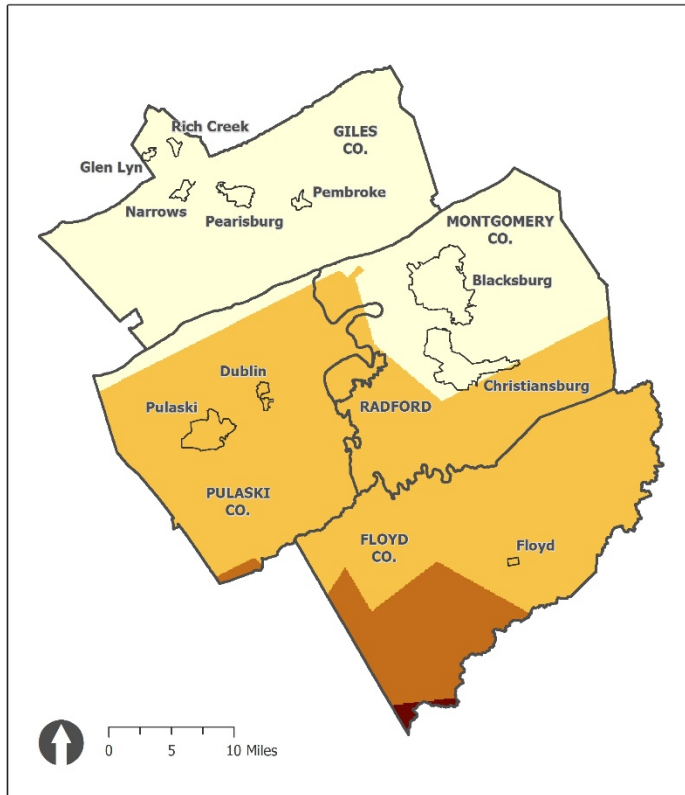 Rich Creek
GILES
CO.
Glen Lyn
Narrows
Pearisburg
Pembroke
MONTGOMERY
CO.
Blacksburg
Dublin
Pulaski
RADFORD
Christiansburg
PULASKI
CO.
FLOYD
CO.
Floyd
0 5 10 Miles